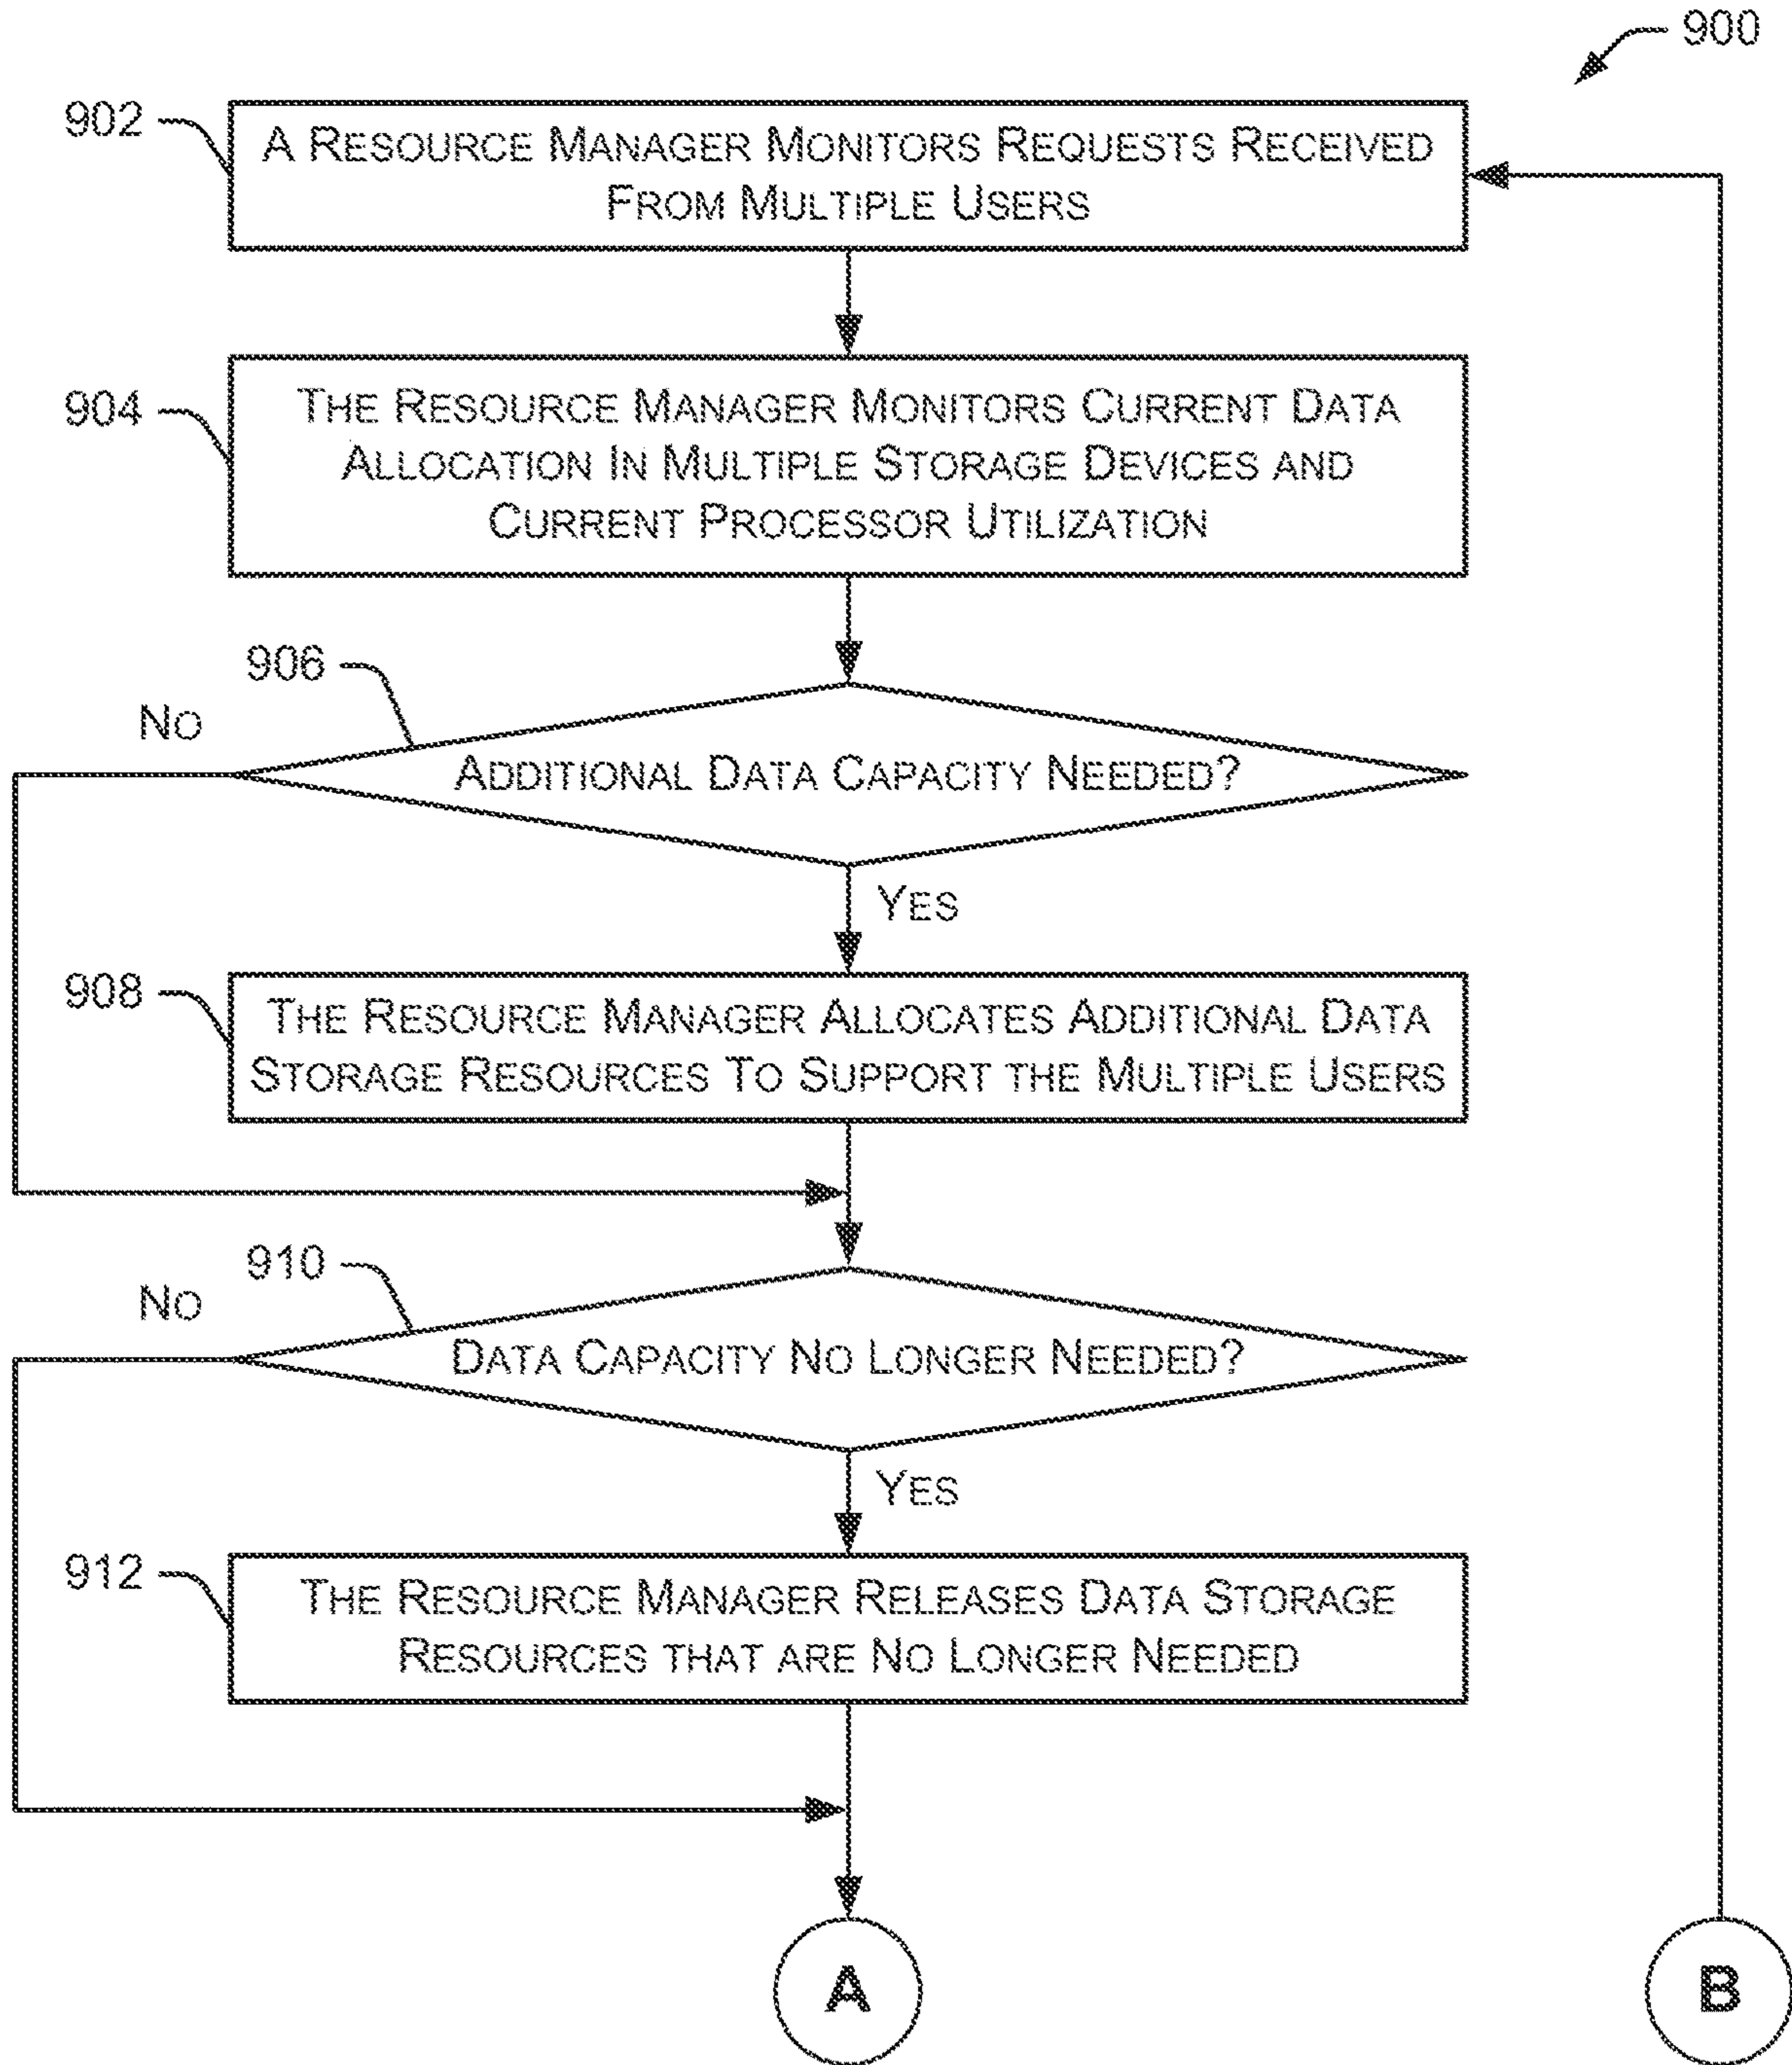 900
902
A RESOURCE MANAGER MONITORS REQUESTS RECEIVED
FROM MULTIPLE USERS
904
THE RESOURCE MANAGER MONITORS CURRENT DATA
ALLOCATION IN MULTIPLE STORAGE DEVICES AND
CURRENT PROCESSOR UTILIZATION
906
NO
ADDITIONAL DATA CAPACITY NEEDED?
YES
908
THE RESOURCE MANAGER ALLOCATES ADDITIONAL DATA
STORAGE RESOURCES TO SUPPORT THE MULTIPLE USERS
910
NO
DATA CAPACITY NO LONGER NEEDED?
YES
912
THE RESOURCE MANAGER RELEASES DATA STORAGE
RESOURCES THAT ARE NO LONGER NEEDED
A
B